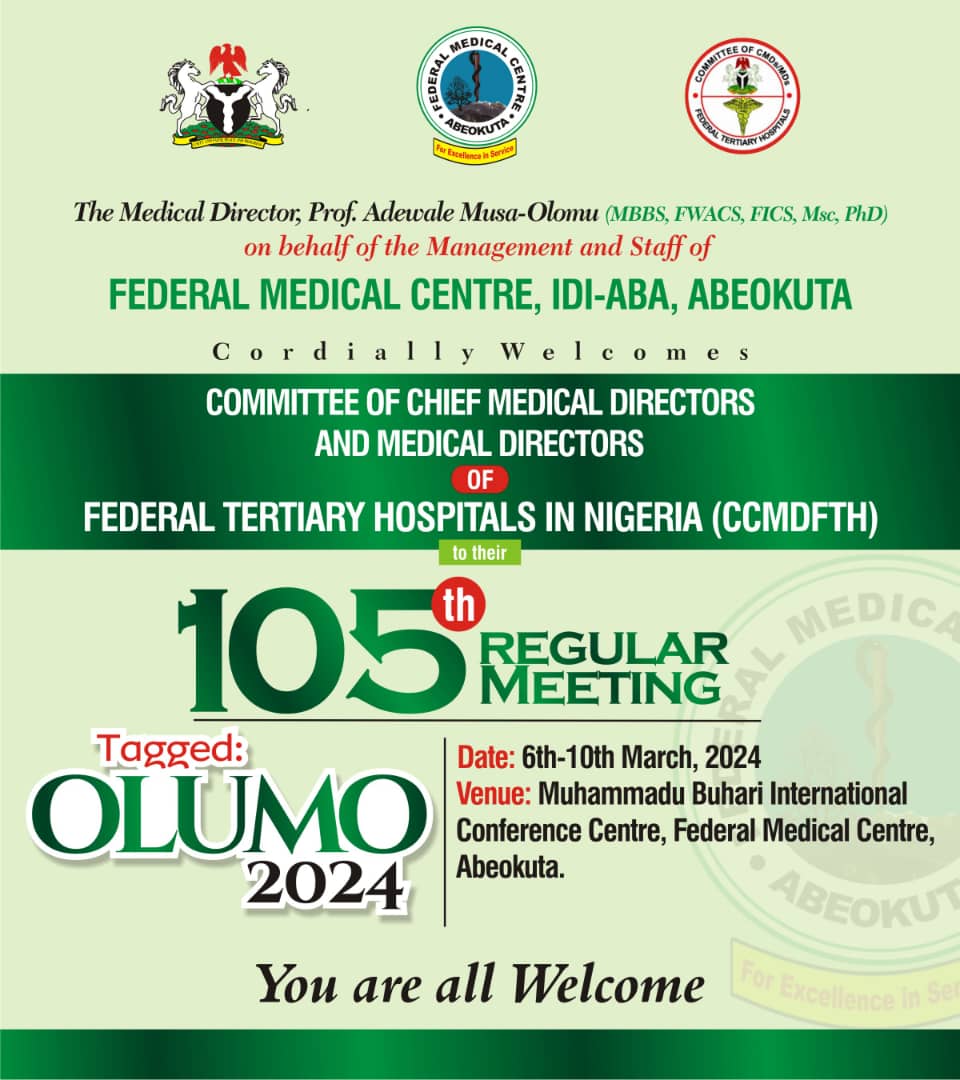 FEDERAL MEDICAL CENTRE
ABEOKUTA
For Excellence in Service
COMMITTEE OF CMDs/MDs
FEDERAL TERTIARY HOSPITALS
The Medical Director, Prof. Adewale Musa-Olomu (MBBS, FWACS, FICS, Msc, PhD)
on behalf of the Management and Staff of
FEDERAL MEDICAL CENTRE, IDI-ABA, ABEOKUTA
Cordially Welcomes
COMMITTEE OF CHIEF MEDICAL DIRECTORS
AND MEDICAL DIRECTORS
OF
FEDERAL TERTIARY HOSPITALS IN NIGERIA (CCMDFTH)
to their
105th REGULAR
MEETING
Tagged:
OLUMO
2024
Date: 6th-10th March, 2024
Venue: Muhammadu Buhari International
Conference Centre, Federal Medical Centre,
Abeokuta.
You are all Welcome